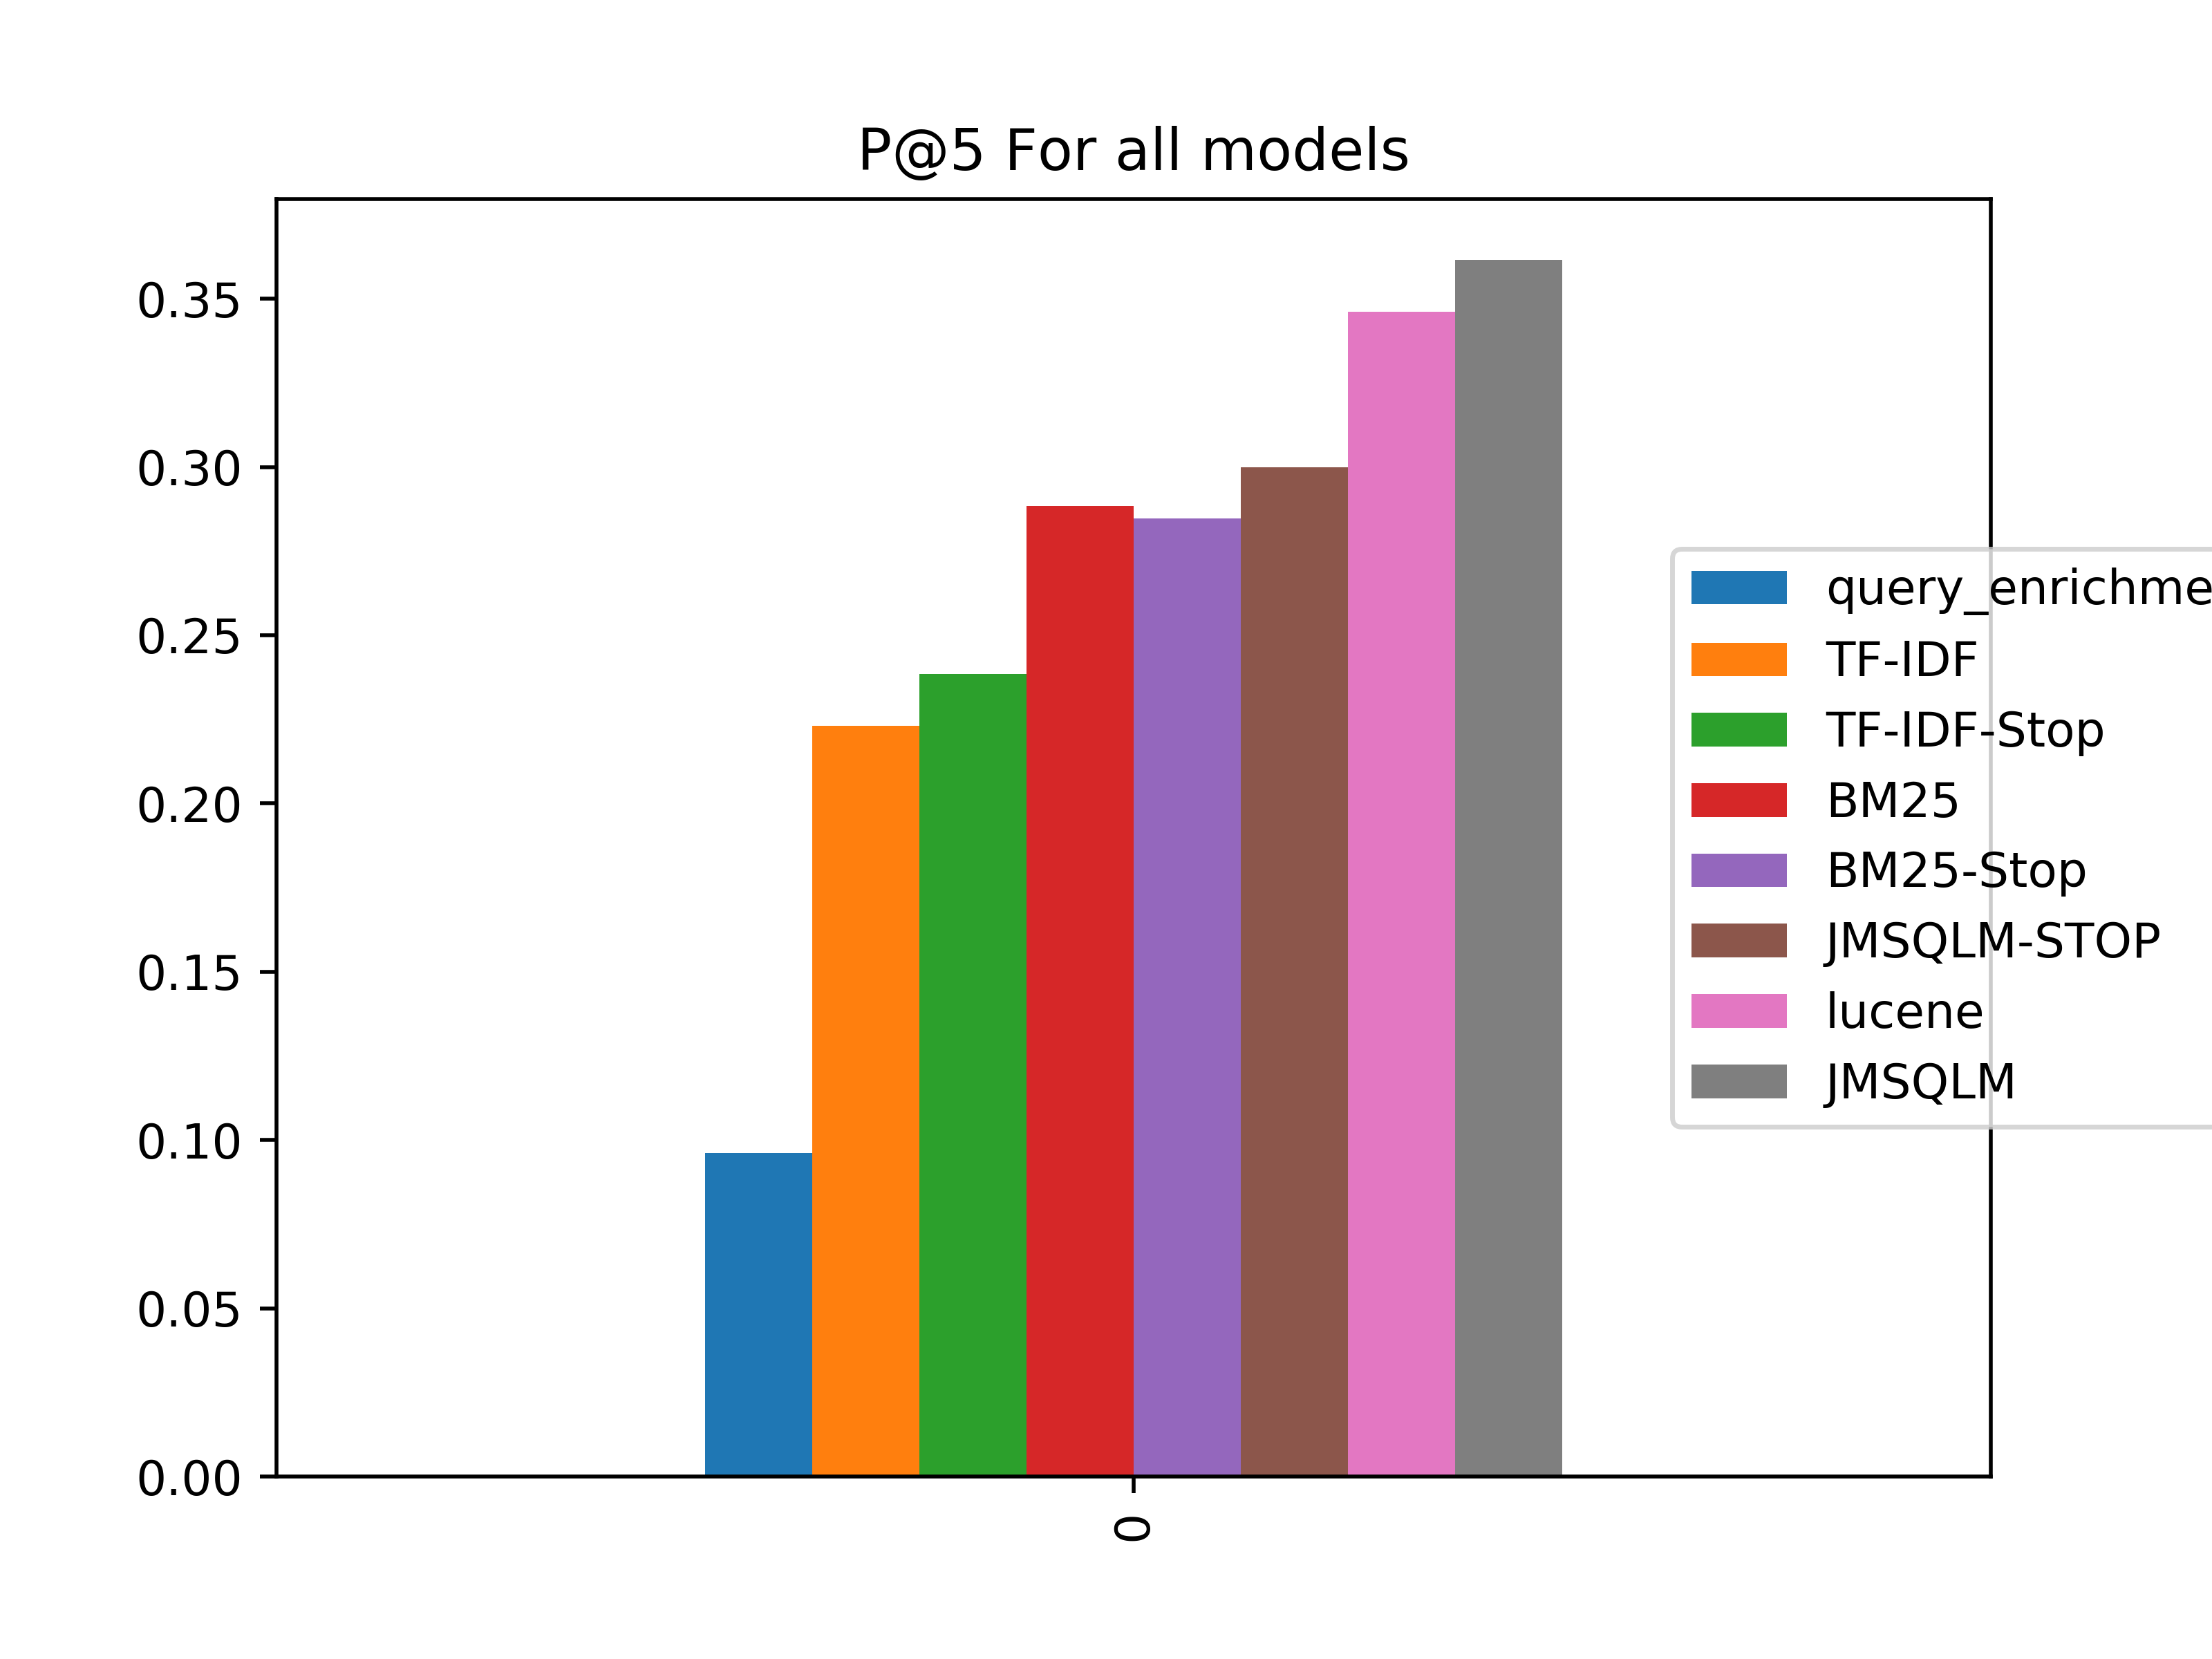 P@5 For all models
0.35
0.30
0.25
0.20
0.15
0.10
0.05
0.00
0
query_enrichme
TF-IDF
TF-IDF-Stop
BM25
BM25-Stop
JMSQLM-STOP
lucene
JMSQLM